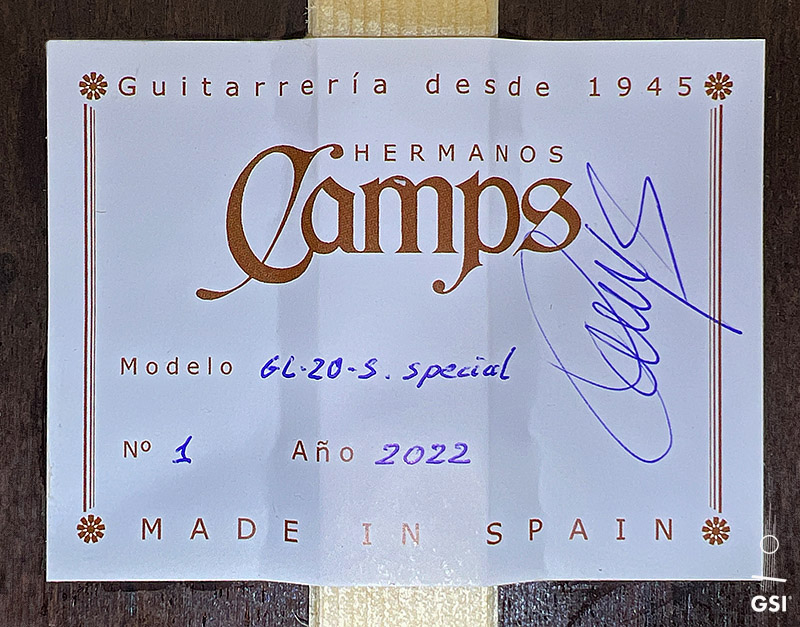 Guitarrería desde 1945
HERMANOS
Camps
Modelo GL-20-S. special
Nº 1 Año 2022
MADE IN SPAIN
GSI